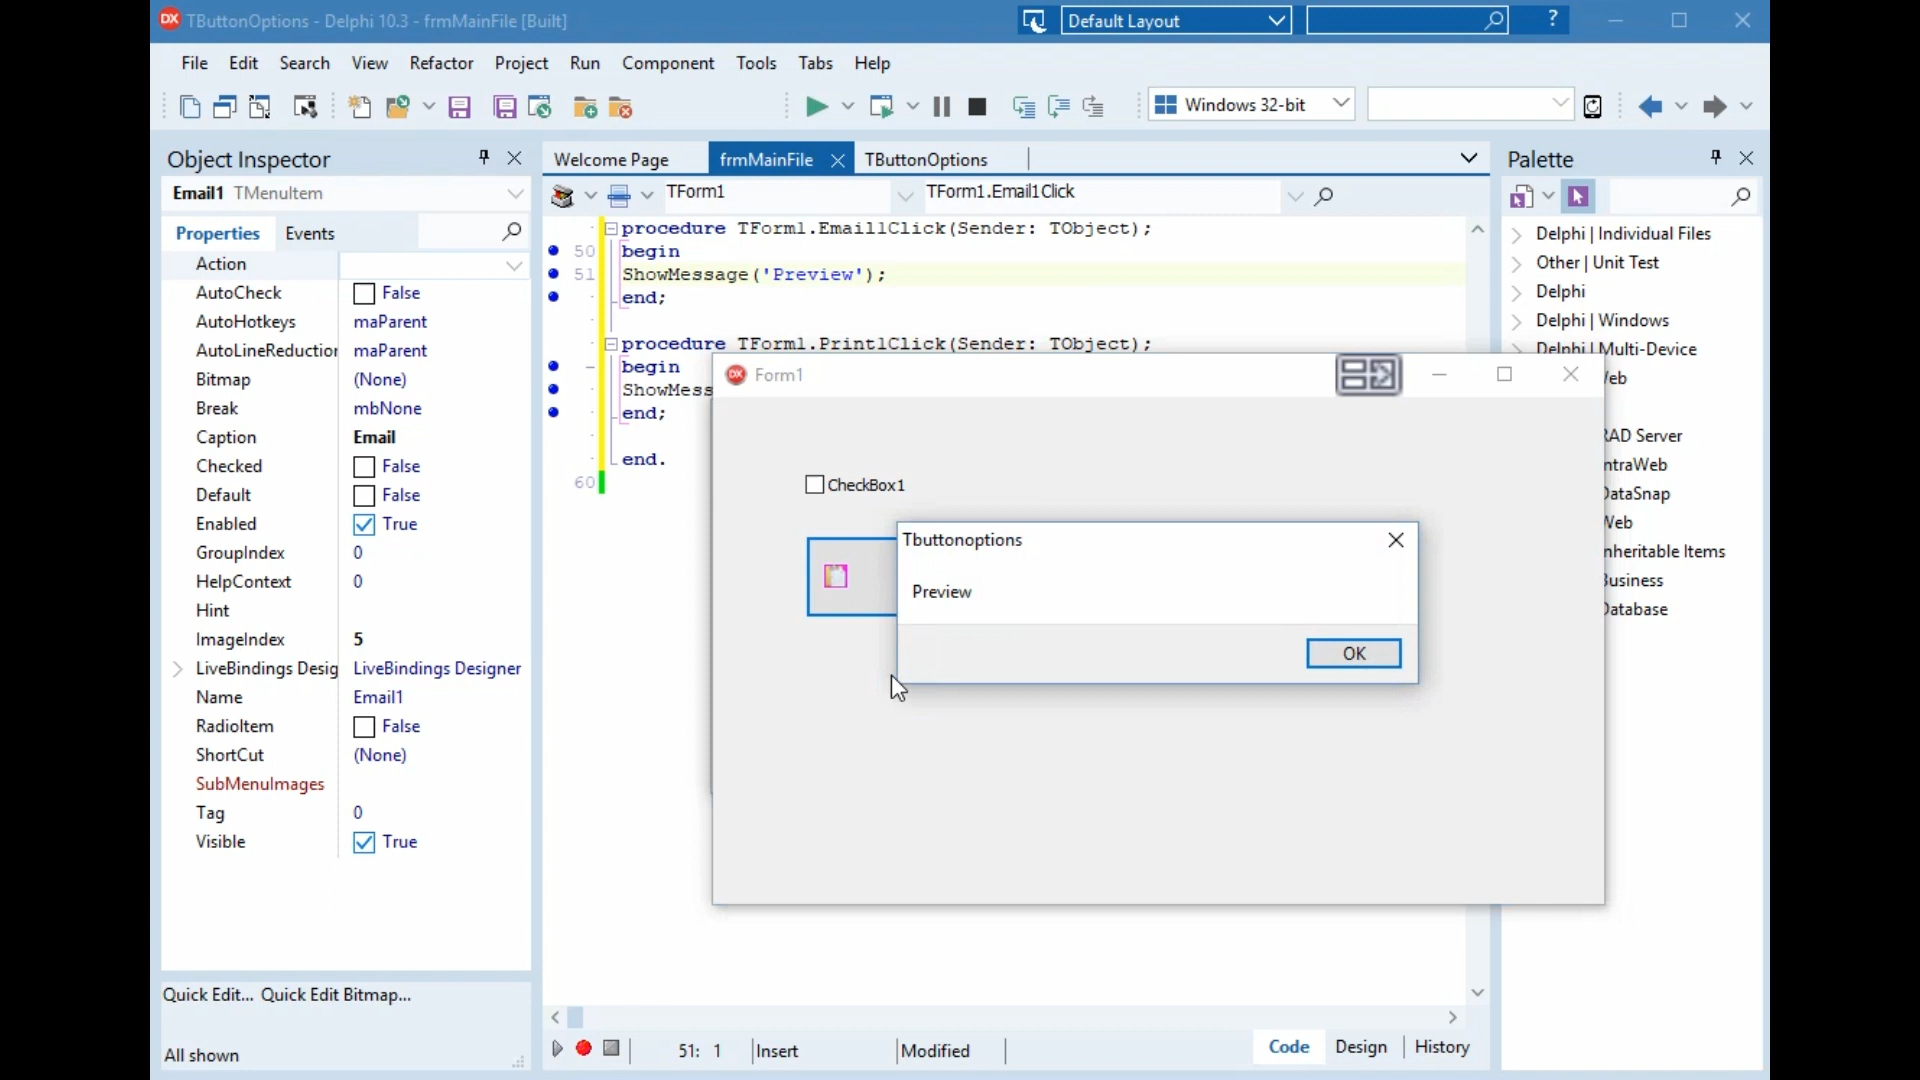 TButtonOptions - Delphi 10.3 - frmMainFile [Built]
Default Layout
?
File Edit Search View Refactor Project Run Component Tools Tabs Help
Windows 32-bit
Object Inspector
Email1 TMenuItem
Properties Events
Action
AutoCheck False
AutoHotkeys maParent
AutoLineReduction maParent
Bitmap (None)
Break mbNone
Caption Email
Checked False
Default False
Enabled True
GroupIndex 0
HelpContext 0
Hint
ImageIndex 5
LiveBindings Desig LiveBindings Designer
Name Email1
RadioItem False
ShortCut (None)
SubMenuImages
Tag 0
Visible True
Quick Edit... Quick Edit Bitmap...
All shown
Welcome Page frmMainFile TButtonOptions
TForm1 TForm1.Email1Click
procedure TForm1.Email1Click(Sender: TObject);
50 begin
51 ShowMessage('Preview');
end;
procedure TForm1.Print1Click(Sender: TObject);
begin
ShowMess
end;
end.
60
Form1
CheckBox1
Tbuttonoptions
Preview
OK
51: 1 Insert Modified
Code Design History
Palette
Delphi | Individual Files
Other | Unit Test
Delphi
Delphi | Windows
Delphi | Multi-Device
eb
RAD Server
ntraWeb
DataSnap
Web
nheritable Items
Business
Database